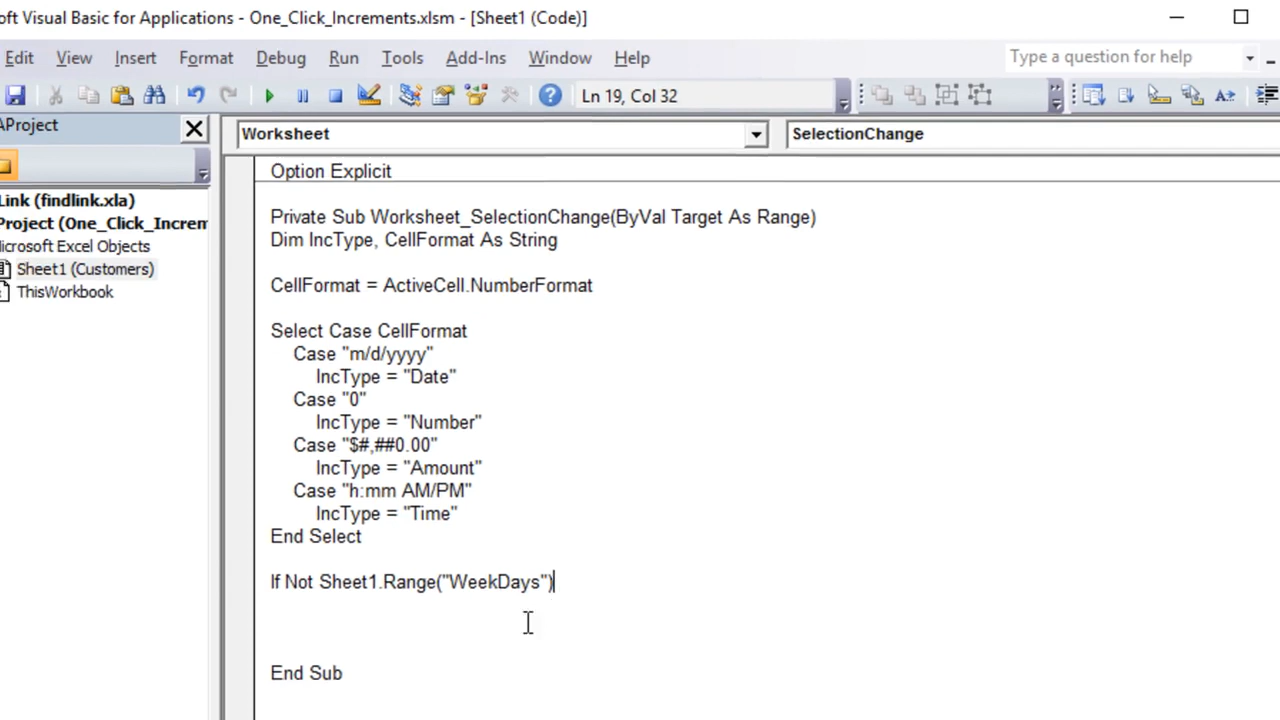 oft Visual Basic for Applications - One_Click_Increments.xlsm - [Sheet1 (Code)]
Edit View Insert Format Debug Run Tools Add-Ins Window Help Type a question for help
Ln 19, Col 32
AProject
Worksheet SelectionChange
Link (findlink.xla)
Project (One_Click_Increm
icrosoft Excel Objects
Sheet1 (Customers)
ThisWorkbook
Option Explicit
Private Sub Worksheet_SelectionChange(ByVal Target As Range)
Dim IncType, CellFormat As String
CellFormat = ActiveCell.NumberFormat
Select Case CellFormat
Case "m/d/yyyy"
IncType = "Date"
Case "0"
IncType = "Number"
Case "$#,##0.00"
IncType = "Amount"
Case "h:mm AM/PM"
IncType = "Time"
End Select
If Not Sheet1.Range("WeekDays")
End Sub